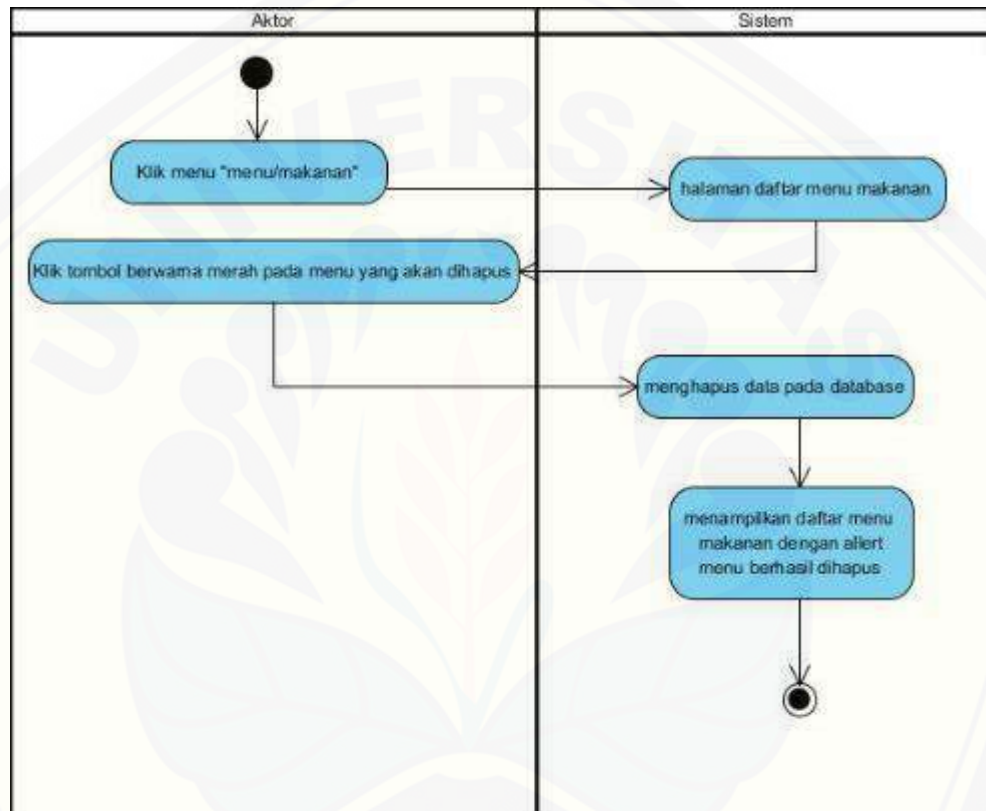 Aktor
Sistem
Klik menu "menu/makanan"
halaman daftar menu makanan
Klik tombol berwarna merah pada menu yang akan dihapus
menghapus data pada database
menampilkan daftar menu
makanan dengan allert
menu berhasil dihapus
UNIVERSITAS